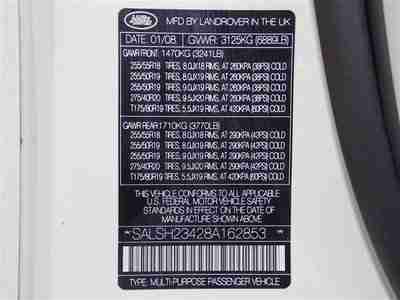 LAND ROVER
MFD BY LANDROVER IN THE UK
DATE 01/08 GVWR: 3125KG (6889LB)
GAWR FRONT: 1470KG (3241LB)
255/55R18 TIRES, 8.0JX18 RIMS, AT 260KPA (38PSI) COLD
255/50R19 TIRES, 8.0JX19 RIMS, AT 260KPA (38PSI) COLD
255/50R19 TIRES, 9.0JX19 RIMS, AT 260KPA (38PSI) COLD
275/40R20 TIRES, 9.5JX20 RIMS, AT 260KPA (38PSI) COLD
T175/80R19 TIRES, 5.5JX19 RIMS, AT 420KPA (60PSI) COLD
GAWR REAR: 1710KG (3770LB)
255/55R18 TIRES, 8.0JX18 RIMS, AT 290KPA (42PSI) COLD
255/50R19 TIRES, 8.0JX19 RIMS, AT 290KPA (42PSI) COLD
255/50R19 TIRES, 9.0JX19 RIMS, AT 290KPA (42PSI) COLD
275/40R20 TIRES, 9.5JX20 RIMS, AT 290KPA (42PSI) COLD
T175/80R19 TIRES, 5.5JX19 RIMS, AT 420KPA (60PSI) COLD
THIS VEHICLE CONFORMS TO ALL APPLICABLE
U.S. FEDERAL MOTOR VEHICLE SAFETY
STANDARDS IN EFFECT ON THE DATE OF
MANUFACTURE SHOWN ABOVE.
*SALSH23428A162853*
TYPE: MULTI-PURPOSE PASSENGER VEHICLE